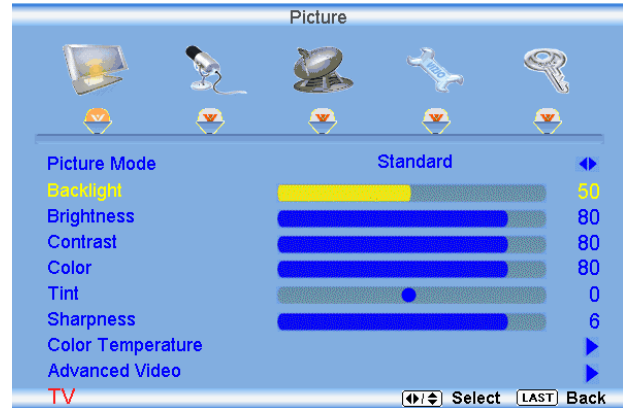 Picture
VIZIO
Picture Mode Standard
Backlight 50
Brightness 80
Contrast 80
Color 80
Tint 0
Sharpness 6
Color Temperature
Advanced Video
TV Select LAST Back